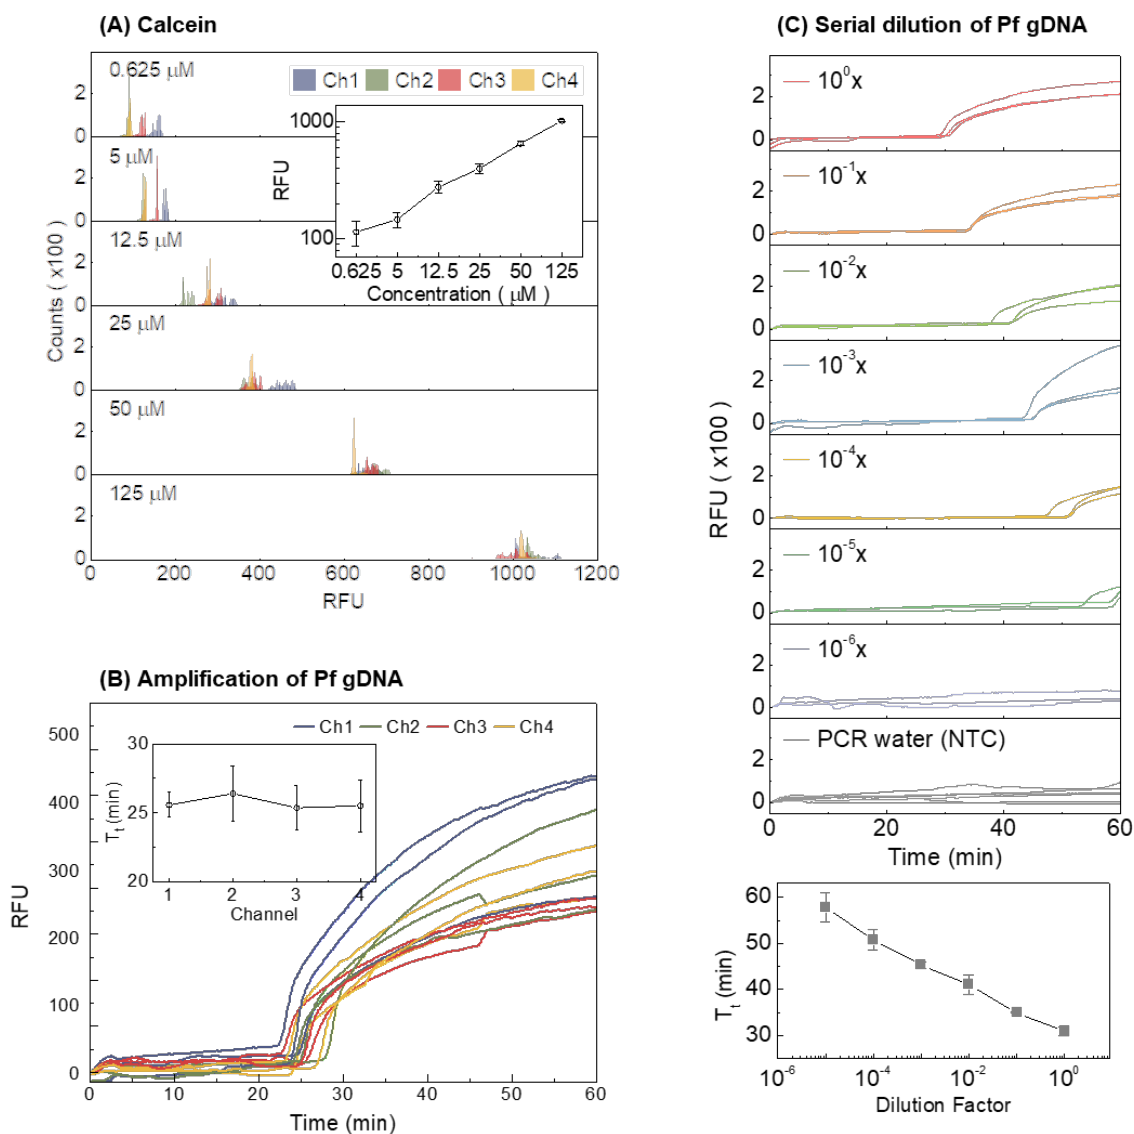 (A) Calcein
0.625 μM
Ch1 Ch2 Ch3 Ch4
2
0
5 μM
2
0
12.5 μM
2
0
25 μM
2
0
50 μM
2
0
125 μM
2
0
Counts ( x100)
0 200 400 600 800 1000 1200
RFU
1000
100
RFU
0.625 5 12.5 25 50 125
Concentration ( μM )
(B) Amplification of Pf gDNA
Ch1 Ch2 Ch3 Ch4
500
400
300
200
100
0
RFU
0 10 20 30 40 50 60
Time (min)
30
25
20
Tt (min)
1 2 3 4
Channel
(C) Serial dilution of Pf gDNA
10⁰x
2
0
10⁻¹x
2
0
10⁻²x
2
0
10⁻³x
2
0
10⁻⁴x
2
0
10⁻⁵x
2
0
10⁻⁶x
2
0
PCR water (NTC)
2
0
RFU ( x100 )
0 20 40 60
Time (min)
60
50
40
30
Tt (min)
10⁻⁶ 10⁻⁴ 10⁻² 10⁰
Dilution Factor